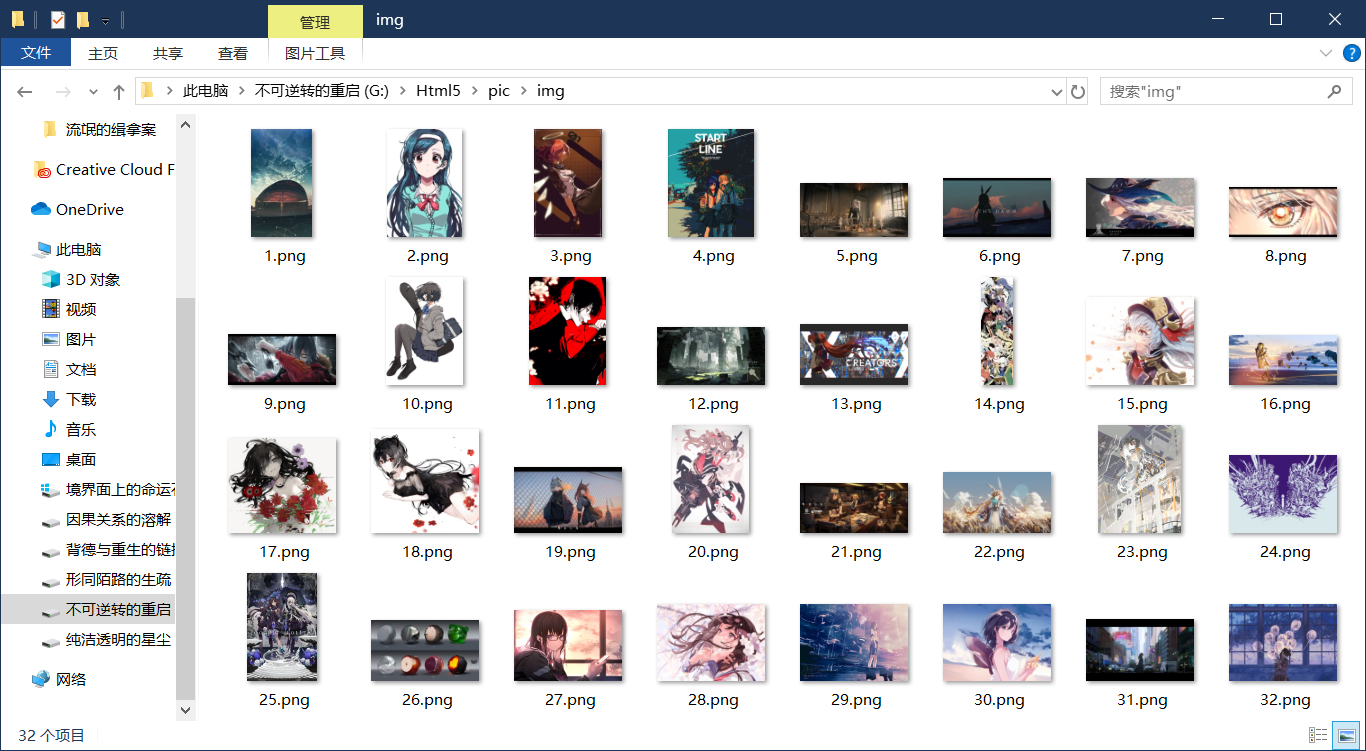 管理
img
文件
主页
共享
查看
图片工具
此电脑
不可逆转的重启 (G:)
Html5
pic
img
搜索"img"
流氓的缉拿案
Creative Cloud F
OneDrive
此电脑
3D 对象
视频
图片
文档
下载
音乐
桌面
境界面上的命运石
因果关系的溶解
背德与重生的链接
形同陌路的生疏
不可逆转的重启
纯洁透明的星尘
网络
START
LINE
1.png
2.png
3.png
4.png
5.png
6.png
7.png
8.png
CREATORS
9.png
10.png
11.png
12.png
13.png
14.png
15.png
16.png
17.png
18.png
19.png
20.png
21.png
22.png
23.png
24.png
25.png
26.png
27.png
28.png
29.png
30.png
31.png
32.png
32 个项目